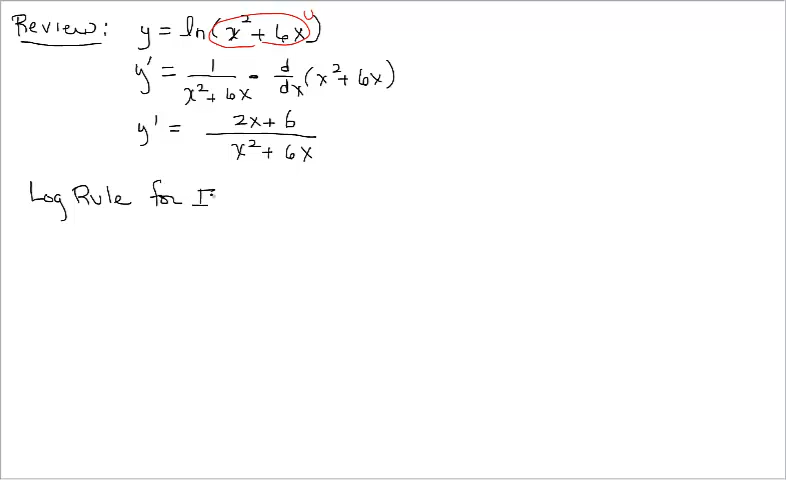 Review: y = ln(x² + 6x) u
y' = 1/(x² + 6x) - d/dx (x² + 6x)
y' = (2x + 6)/(x² + 6x)
Log Rule for I